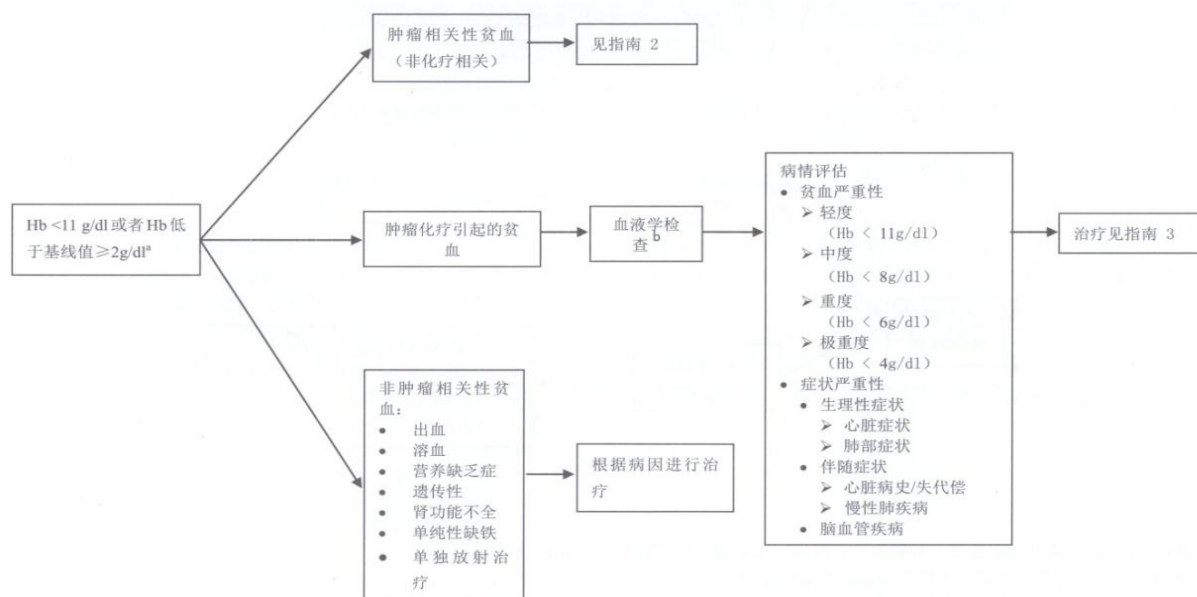 肿瘤相关性贫血
（非化疗相关）
见指南 2
Hb <11 g/dl或者Hb低
于基线值≥2g/dlᵃ
肿瘤化疗引起的贫
血
血液学检
查ᵇ
病情评估
● 贫血严重性
➢ 轻度
（Hb < 11g/dl）
➢ 中度
（Hb < 8g/dl）
➢ 重度
（Hb < 6g/dl）
➢ 极重度
（Hb < 4g/dl）
● 症状严重性
● 生理性症状
➢ 心脏症状
➢ 肺部症状
● 伴随症状
➢ 心脏病史/失代偿
➢ 慢性肺疾病
● 脑血管疾病
治疗见指南 3
非肿瘤相关性贫
血：
● 出血
● 溶血
● 营养缺乏症
● 遗传性
● 肾功能不全
● 单纯性缺铁
● 单独放射治
疗
根据病因进行治
疗